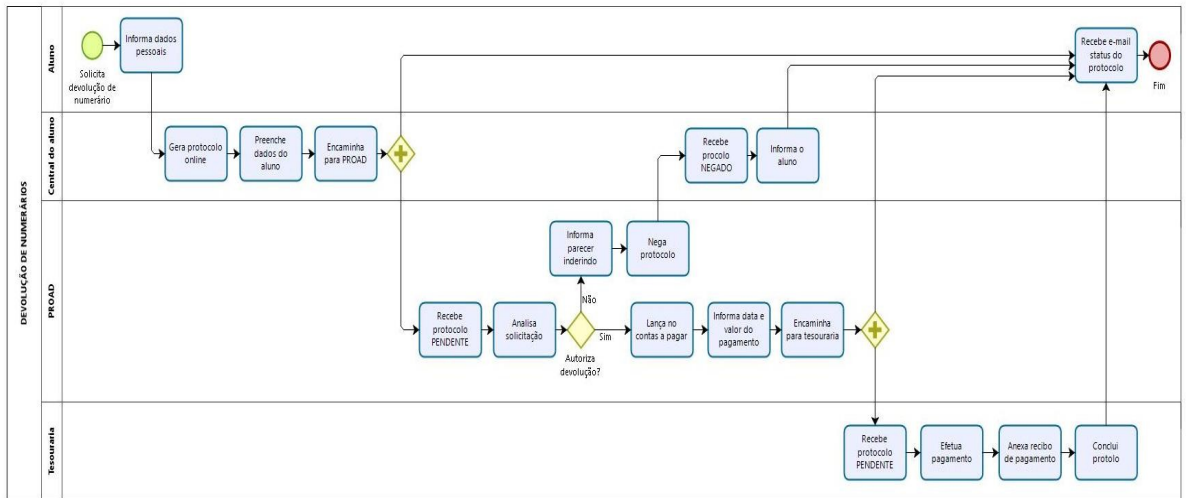 DEVOLUÇÃO DE NUMERÁRIOS
Aluno
Solicita
devolução de
numerário
Informa dados
pessoais
Recebe e-mail
status do
protocolo
Fim
Central do aluno
Gera protocolo
online
Preenche
dados do
aluno
Encaminha
para PROAD
Recebe
procolo
NEGADO
Informa o
aluno
PROAD
Informa
parecer
inderindo
Nega
protocolo
Não
Recebe
protocolo
PENDENTE
Analisa
solicitação
Autoriza
devolução?
Sim
Lança no
contas a pagar
Informa data e
valor do
pagamento
Encaminha
para tesouraria
Tesouraria
Recebe
protocolo
PENDENTE
Efetua
pagamento
Anexa recibo
de pagamento
Conclui
protolo